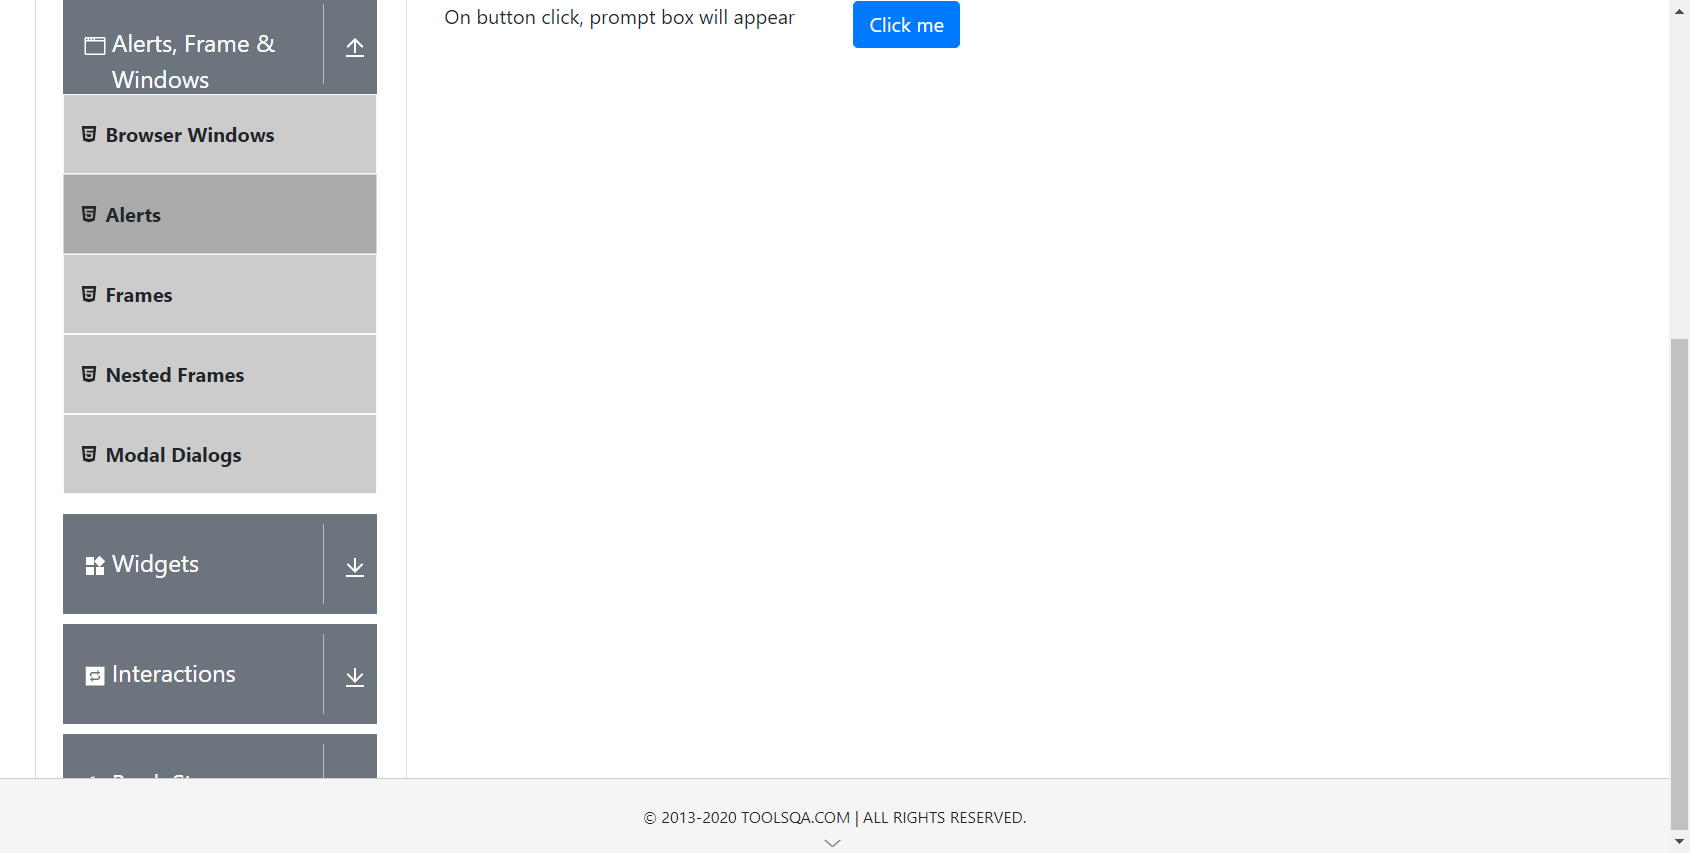 On button click, prompt box will appear
Click me
Alerts, Frame &
Windows
Browser Windows
Alerts
Frames
Nested Frames
Modal Dialogs
Widgets
Interactions
© 2013-2020 TOOLSQA.COM | ALL RIGHTS RESERVED.